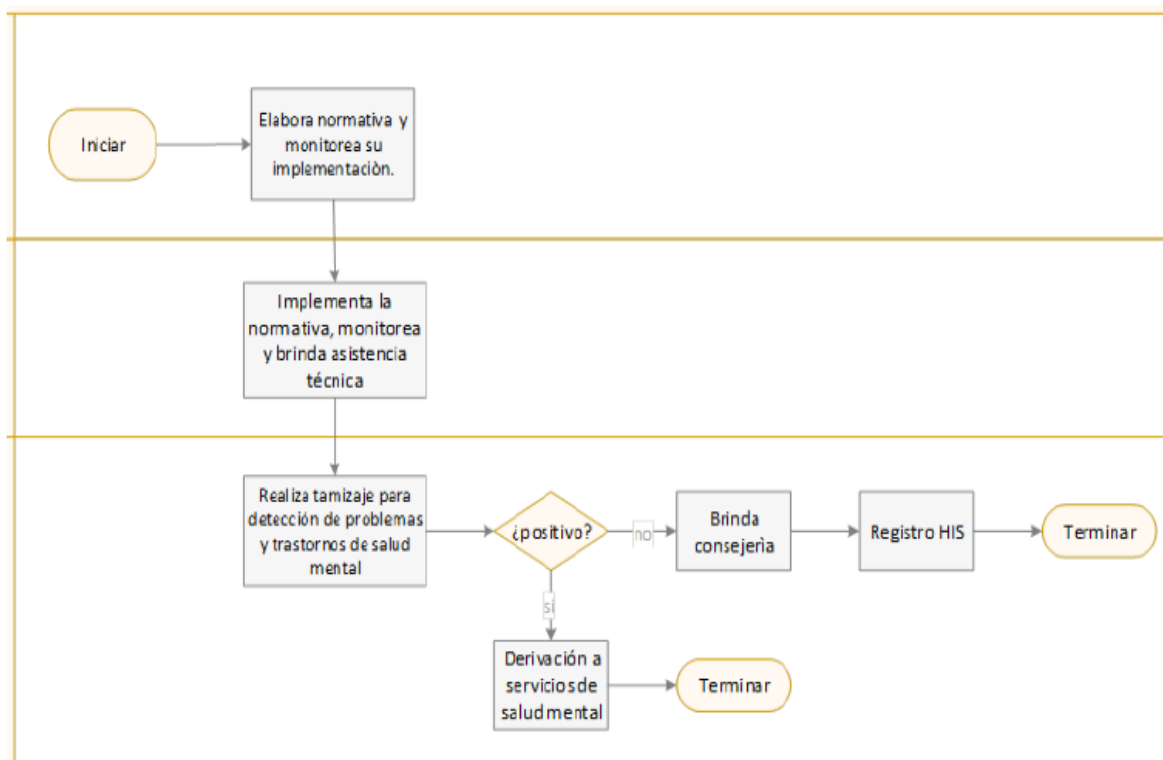 Iniciar
Elabora normativa y
monitorea su
implementaciòn.
Implementa la
normativa, monitorea
y brinda asistencia
técnica
Realiza tamizaje para
detección de problemas
y trastornos de salud
mental
¿positivo?
no
Brinda
consejerìa
Registro HIS
Terminar
si
Derivación a
servicios de
salud mental
Terminar